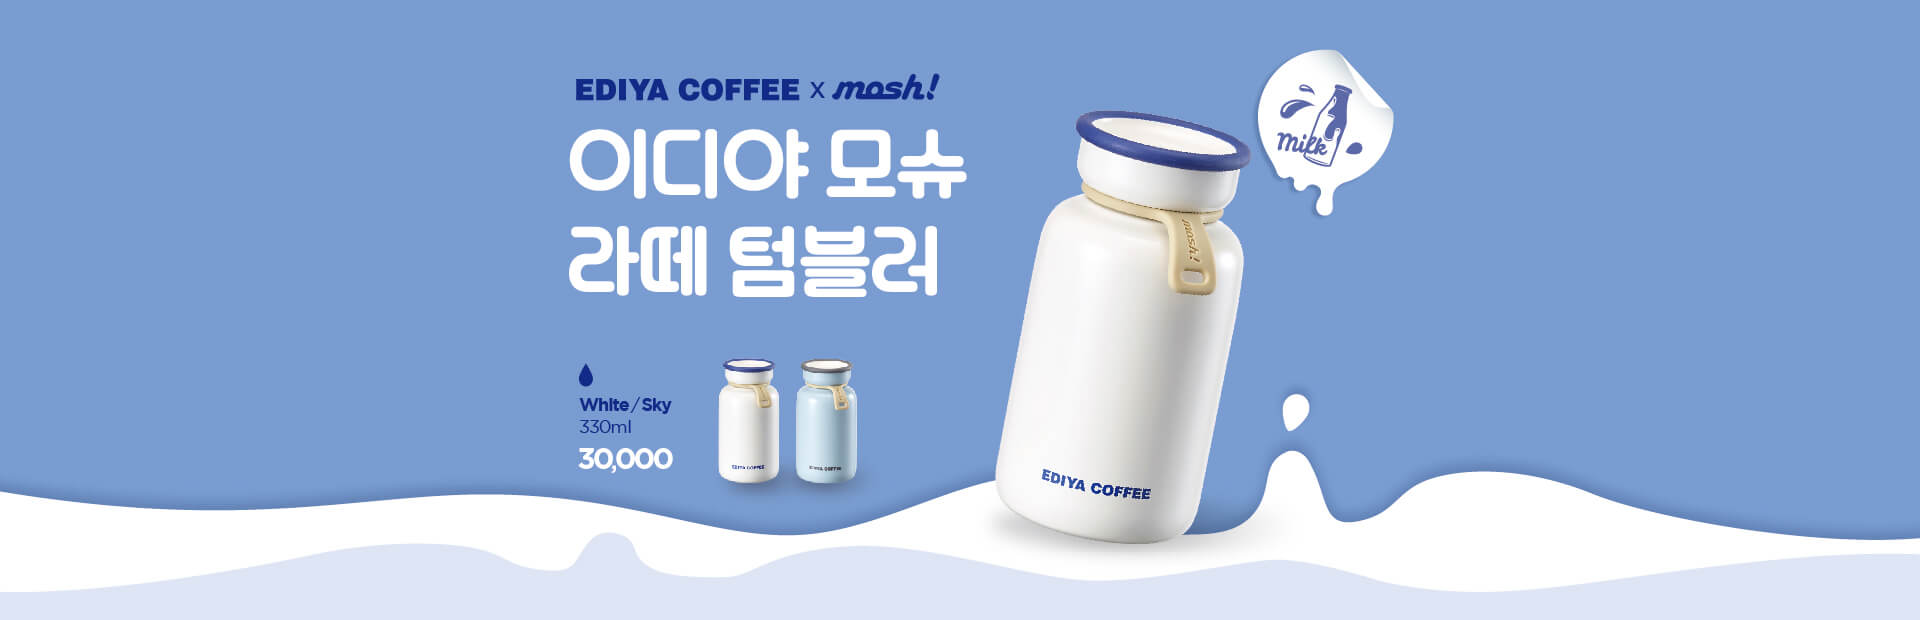 EDIYA COFFEE x mosh!
이디야 모슈
라떼 텀블러
milk
mosh!
White / Sky
330ml
30,000
EDIYA COFFEE
EDIYA COFFEE
EDIYA COFFEE